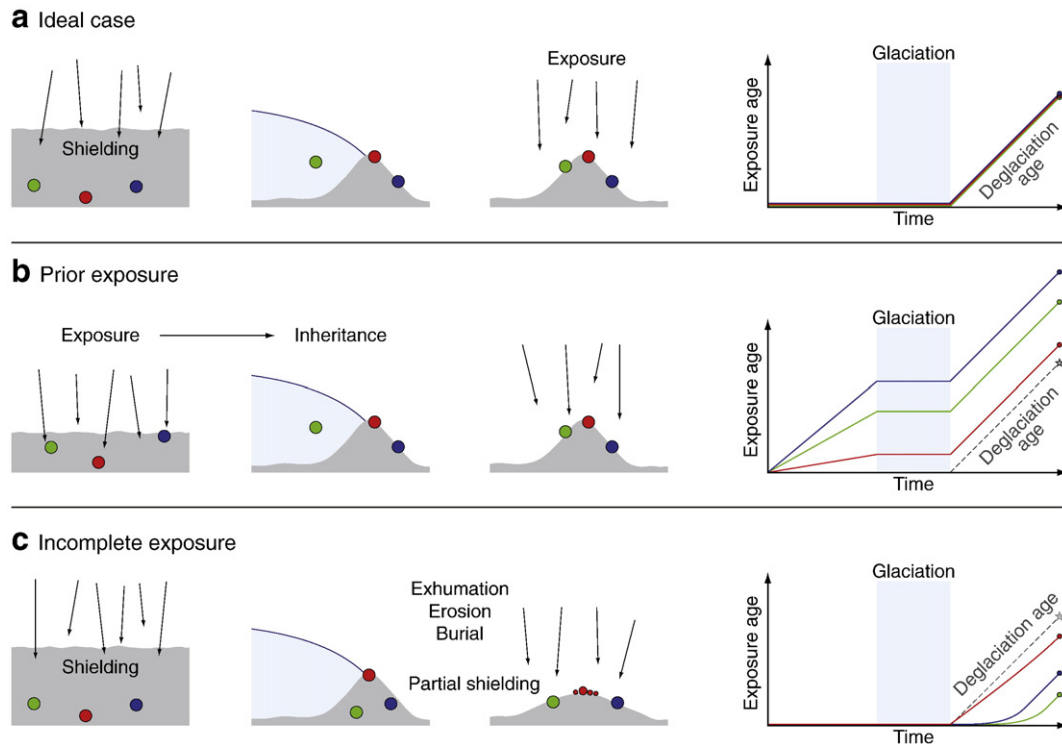 a Ideal case
Shielding
Exposure
Glaciation
Exposure age
Deglaciation
age
Time
b Prior exposure
Exposure
Inheritance
Glaciation
Exposure age
Deglaciation
age
Time
c Incomplete exposure
Shielding
Exhumation
Erosion
Burial
Partial shielding
Glaciation
Exposure age
Deglaciation age
Time